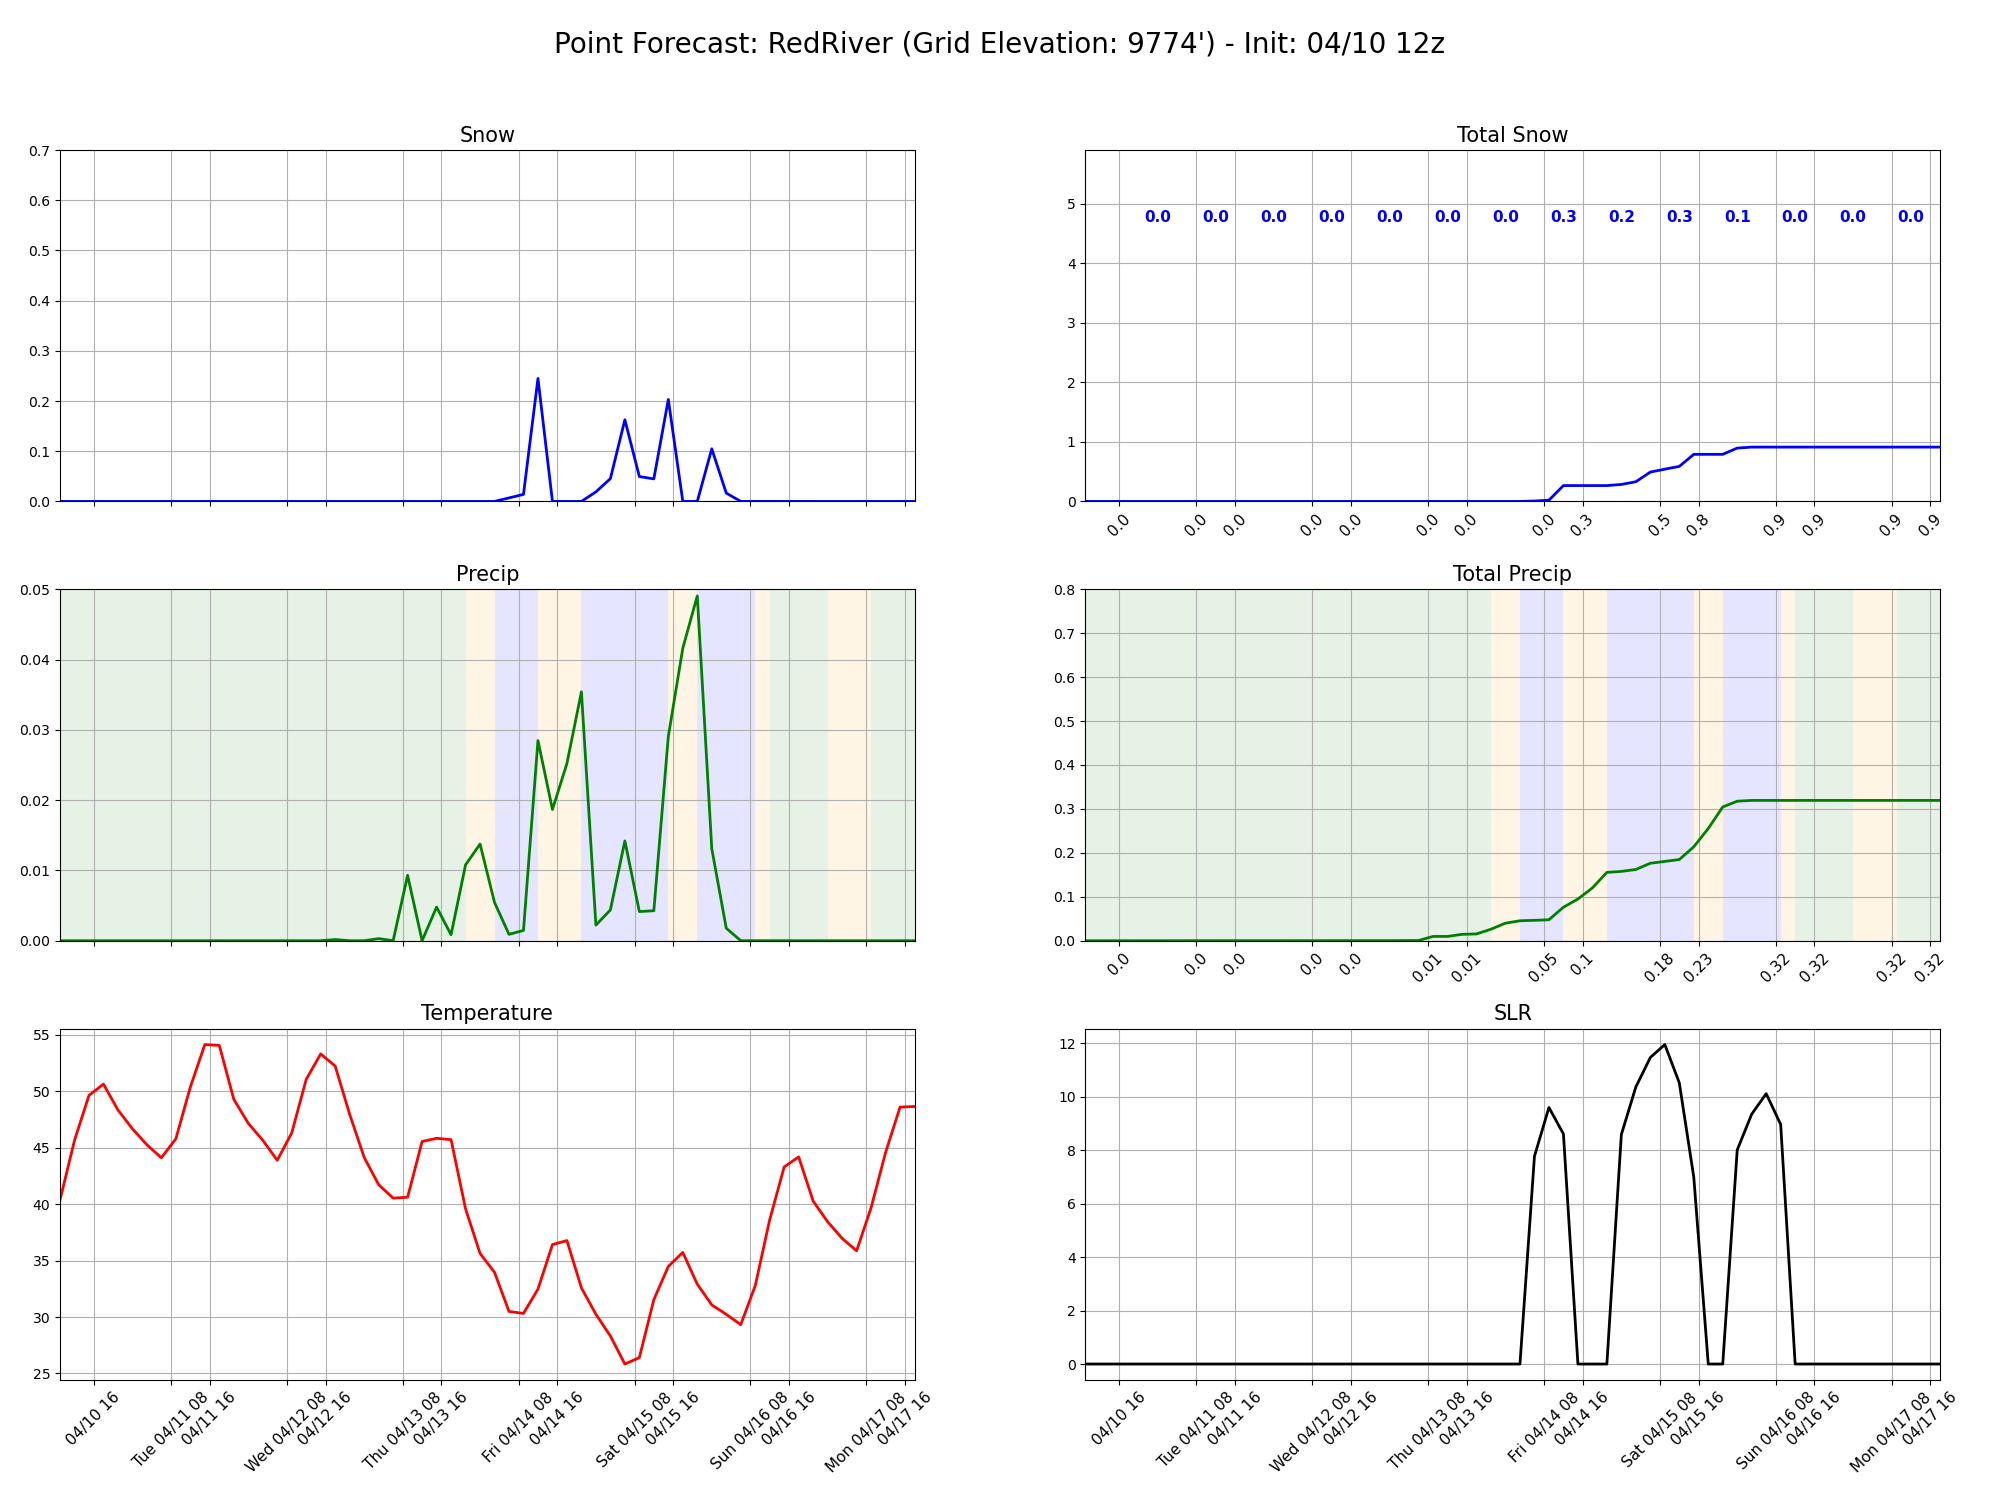 Point Forecast: RedRiver (Grid Elevation: 9774') - Init: 04/10 12z
Snow
0.7
0.6
0.5
0.4
0.3
0.2
0.1
0.0
Total Snow
5
4
3
2
1
0
0.0 0.0 0.0 0.0 0.0 0.0 0.0 0.3 0.2 0.3 0.1 0.0 0.0 0.0
0.0 0.0 0.0 0.0 0.0 0.0 0.0 0.0 0.3 0.5 0.8 0.9 0.9 0.9 0.9
Precip
0.05
0.04
0.03
0.02
0.01
0.00
Total Precip
0.8
0.7
0.6
0.5
0.4
0.3
0.2
0.1
0.0
0.0 0.0 0.0 0.0 0.0 0.01 0.01 0.05 0.1 0.18 0.23 0.32 0.32 0.32 0.32
Temperature
55
50
45
40
35
30
25
04/10 16
Tue 04/11 08
04/11 16
Wed 04/12 08
04/12 16
Thu 04/13 08
04/13 16
Fri 04/14 08
04/14 16
Sat 04/15 08
04/15 16
Sun 04/16 08
04/16 16
Mon 04/17 08
04/17 16
SLR
12
10
8
6
4
2
0
04/10 16
Tue 04/11 08
04/11 16
Wed 04/12 08
04/12 16
Thu 04/13 08
04/13 16
Fri 04/14 08
04/14 16
Sat 04/15 08
04/15 16
Sun 04/16 08
04/16 16
Mon 04/17 08
04/17 16